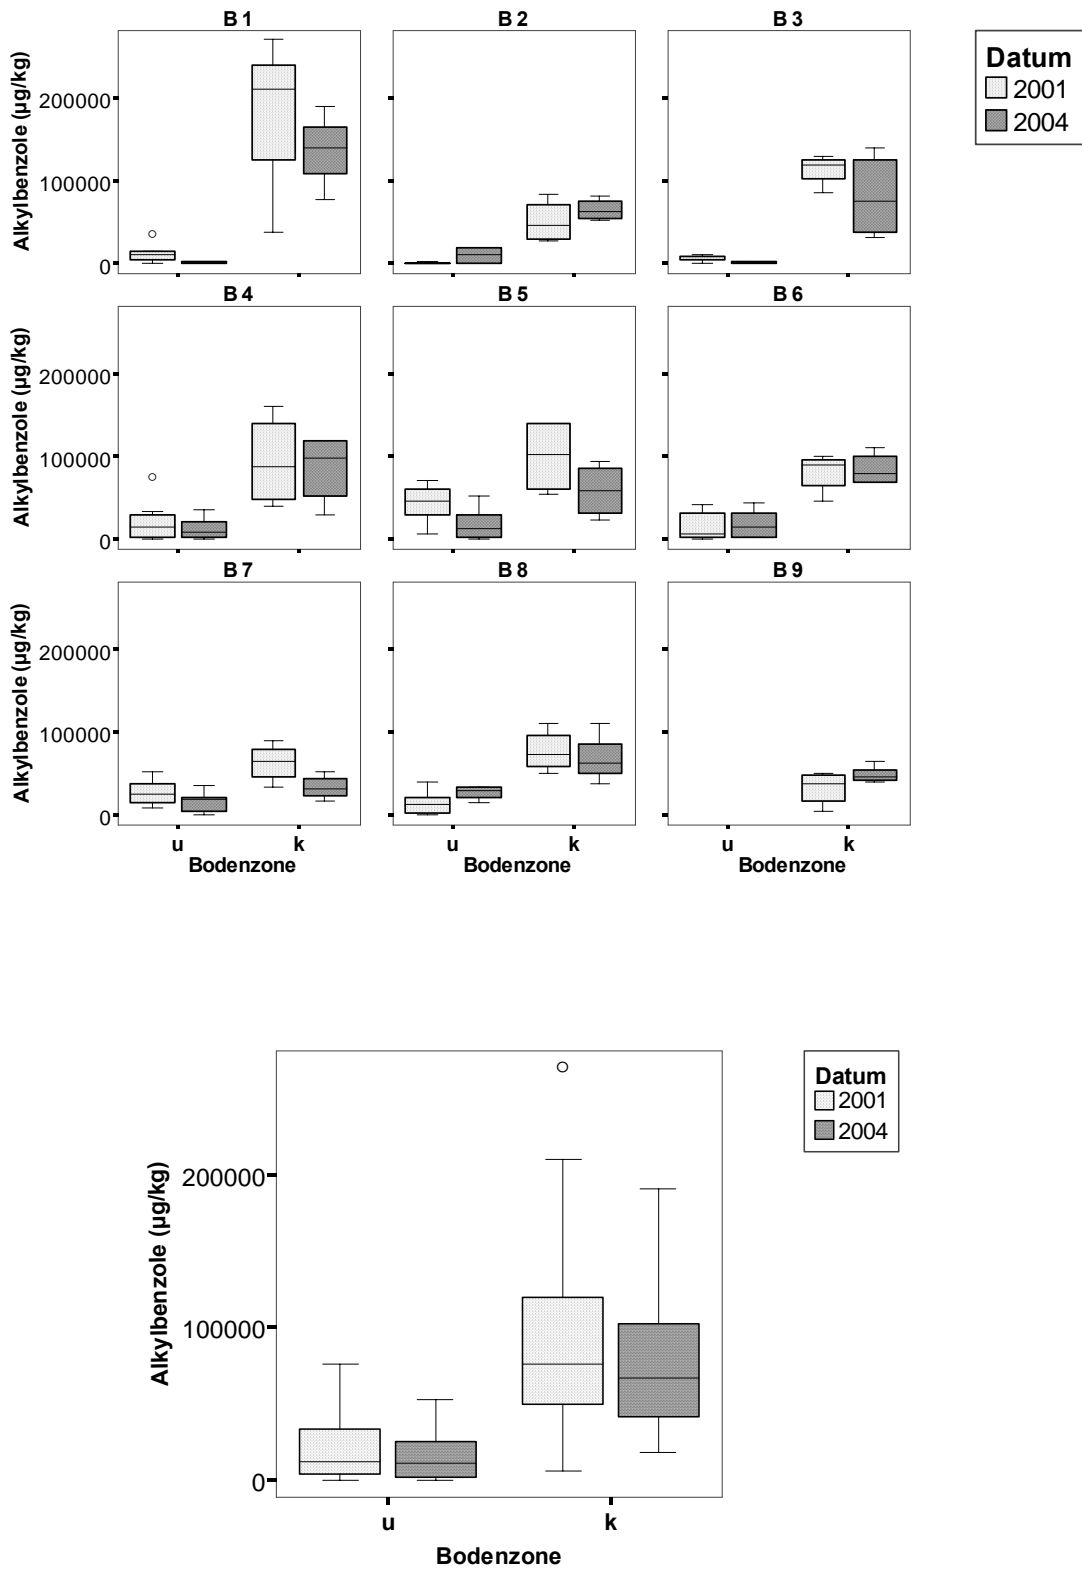 B 1
B 2
B 3
Datum
2001
2004
Alkylbenzole (µg/kg)
200000
100000
0
B 4
B 5
B 6
Alkylbenzole (µg/kg)
200000
100000
0
B 7
B 8
B 9
Alkylbenzole (µg/kg)
200000
100000
0
u k u k u k
Bodenzone Bodenzone Bodenzone
Datum
2001
2004
Alkylbenzole (µg/kg)
200000
100000
0
u k
Bodenzone